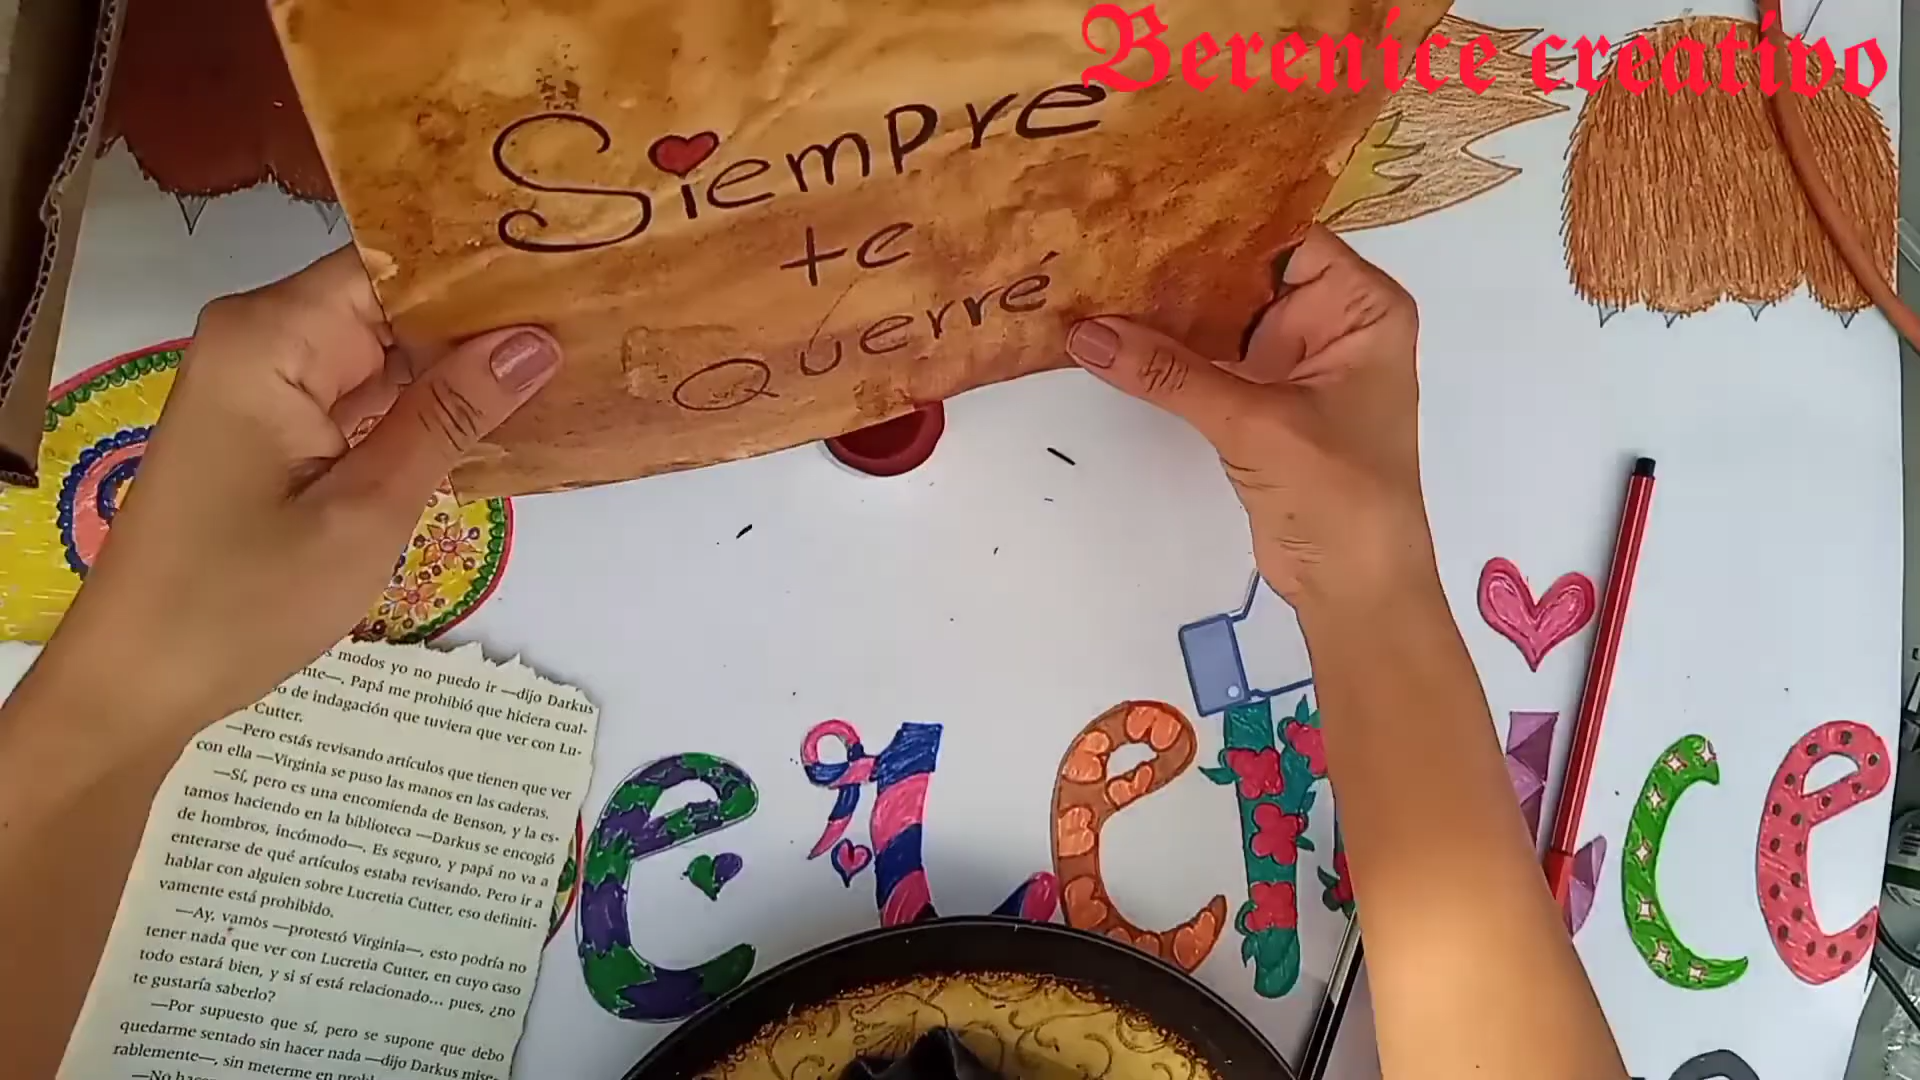 Berenice creativo
Siempre
te
Querré
modos yo no puedo ir —dijo Darkus
Papá me prohibió que hiciera cual-
de indagación que tuviera que ver con Lu-
Cutter.
—Pero estás revisando artículos que tienen que ver
con ella —Virginia se puso las manos en las caderas.
—Sí, pero es una encomienda de Benson, y la es-
tamos haciendo en la biblioteca —Darkus se encogió
de hombros, incómodo—. Es seguro, y papá no va a
enterarse de qué artículos estaba revisando. Pero ir a
hablar con alguien sobre Lucretia Cutter, eso definiti-
vamente está prohibido.
—Ay, vamos —protestó Virginia—, esto podría no
tener nada que ver con Lucretia Cutter, en cuyo caso
todo estará bien, y si sí está relacionado... pues, ¿no
te gustaría saberlo?
—Por supuesto que sí, pero se supone que debo
quedarme sentado sin hacer nada —dijo Darkus mise-
rablemente—, sin meterme en
erenice